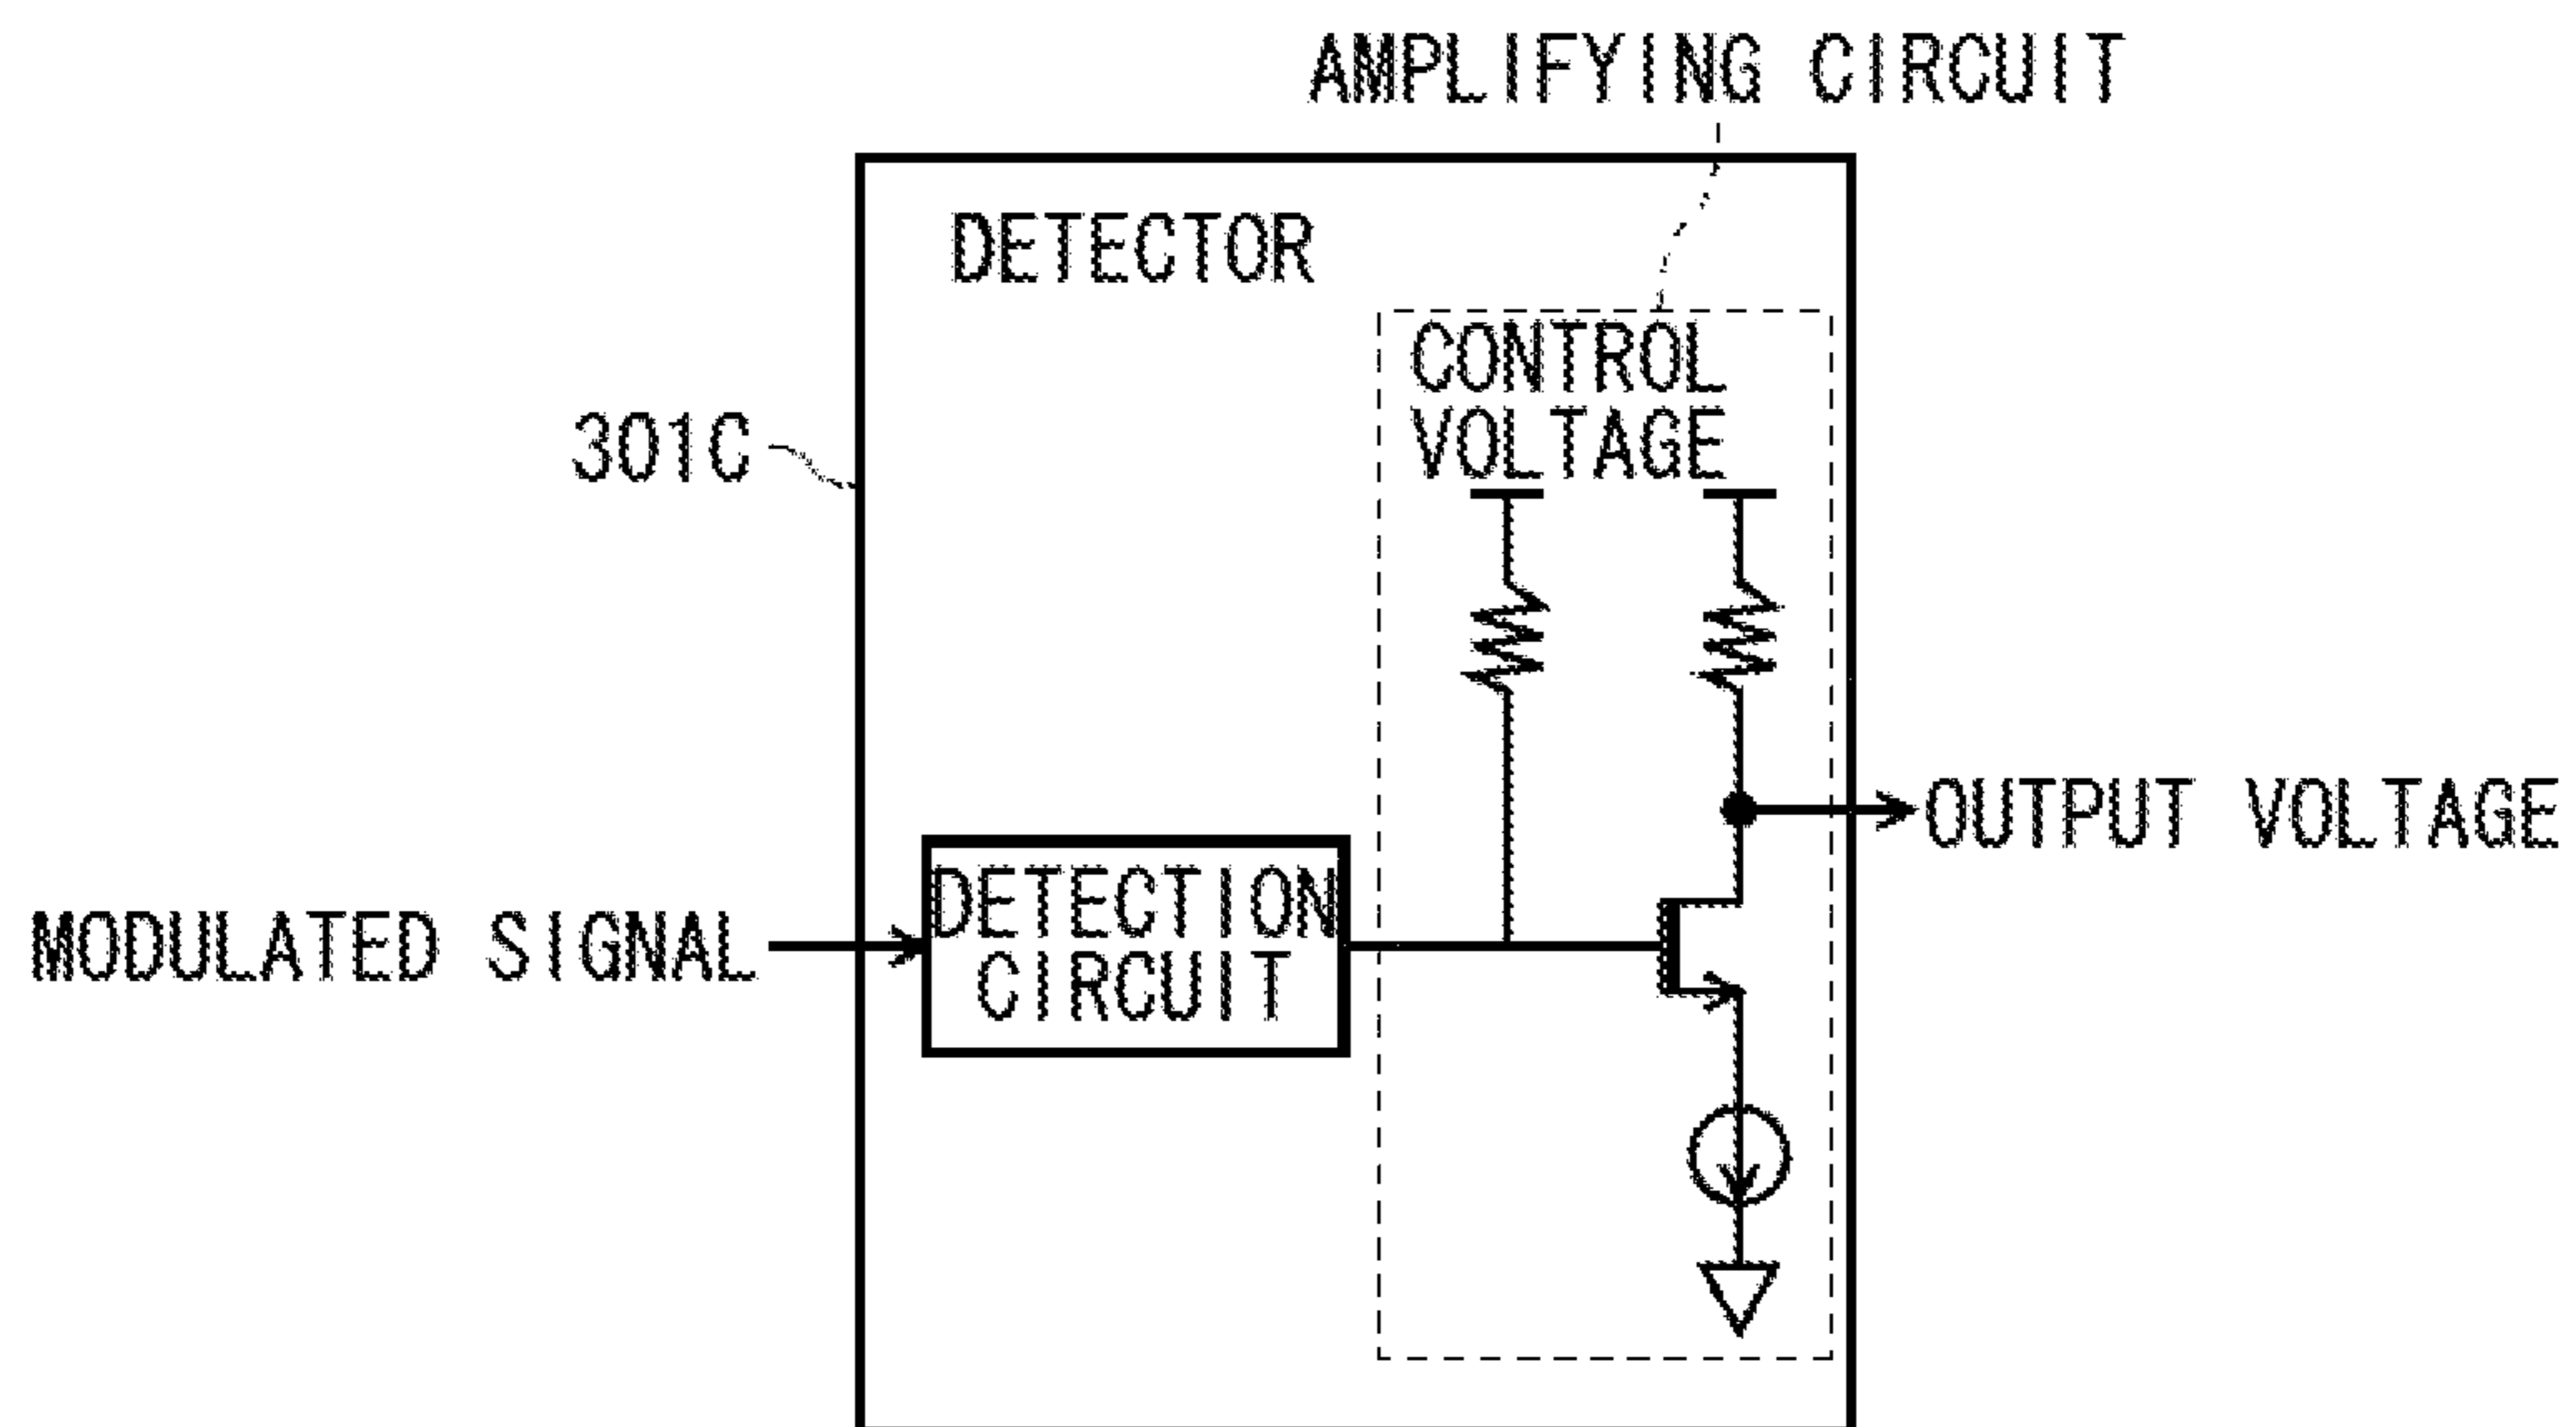 AMPLIFYING CIRCUIT
DETECTOR
CONTROL
VOLTAGE
301C
OUTPUT VOLTAGE
DETECTION
CIRCUIT
MODULATED SIGNAL